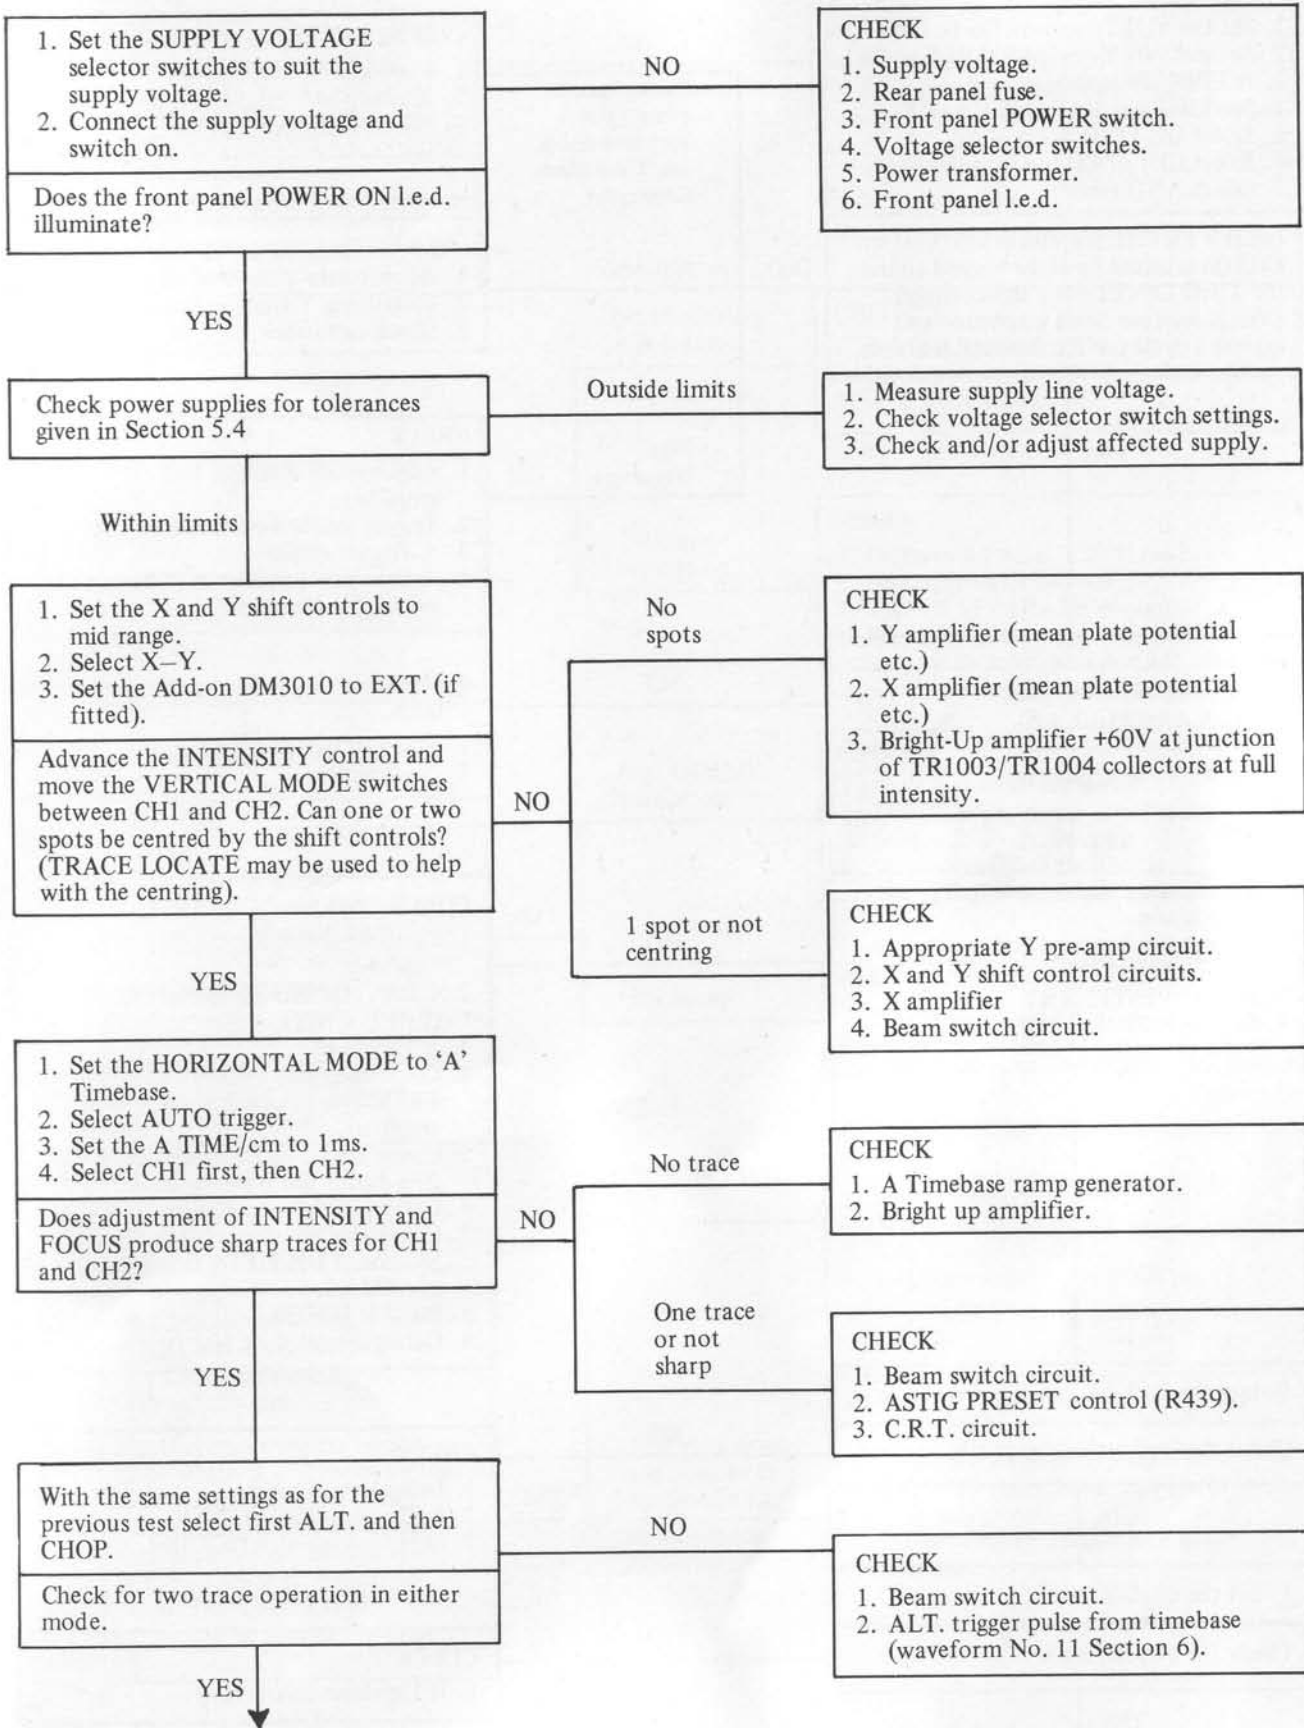 1. Set the SUPPLY VOLTAGE
selector switches to suit the
supply voltage.
2. Connect the supply voltage and
switch on.
Does the front panel POWER ON l.e.d.
illuminate?
NO
CHECK
1. Supply voltage.
2. Rear panel fuse.
3. Front panel POWER switch.
4. Voltage selector switches.
5. Power transformer.
6. Front panel l.e.d.
YES
Check power supplies for tolerances
given in Section 5.4
Outside limits
1. Measure supply line voltage.
2. Check voltage selector switch settings.
3. Check and/or adjust affected supply.
Within limits
1. Set the X and Y shift controls to
mid range.
2. Select X–Y.
3. Set the Add-on DM3010 to EXT. (if
fitted).
Advance the INTENSITY control and
move the VERTICAL MODE switches
between CH1 and CH2. Can one or two
spots be centred by the shift controls?
(TRACE LOCATE may be used to help
with the centring).
NO
No
spots
CHECK
1. Y amplifier (mean plate potential
etc.)
2. X amplifier (mean plate potential
etc.)
3. Bright-Up amplifier +60V at junction
of TR1003/TR1004 collectors at full
intensity.
1 spot or not
centring
CHECK
1. Appropriate Y pre-amp circuit.
2. X and Y shift control circuits.
3. X amplifier
4. Beam switch circuit.
YES
1. Set the HORIZONTAL MODE to ‘A’
Timebase.
2. Select AUTO trigger.
3. Set the A TIME/cm to 1ms.
4. Select CH1 first, then CH2.
Does adjustment of INTENSITY and
FOCUS produce sharp traces for CH1
and CH2?
NO
No trace
CHECK
1. A Timebase ramp generator.
2. Bright up amplifier.
One trace
or not
sharp
CHECK
1. Beam switch circuit.
2. ASTIG PRESET control (R439).
3. C.R.T. circuit.
YES
With the same settings as for the
previous test select first ALT. and then
CHOP.
Check for two trace operation in either
mode.
NO
CHECK
1. Beam switch circuit.
2. ALT. trigger pulse from timebase
(waveform No. 11 Section 6).
YES